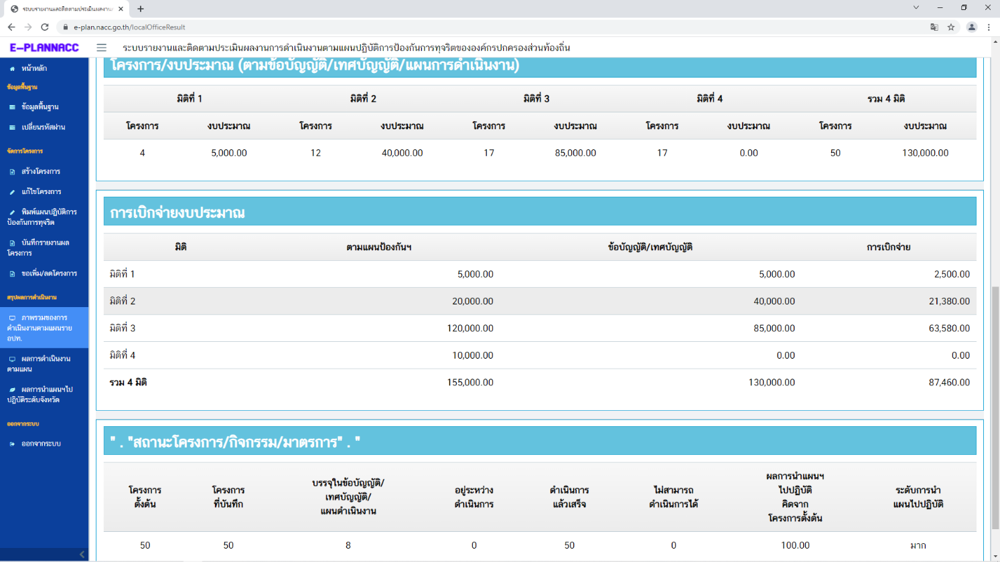 ระบบรายงานและติดตามประเมินผลงาน
e-plan.nacc.go.th/localOfficeResult
E-PLANNACC
ระบบรายงานและติดตามประเมินผลงานการดำเนินงานตามแผนปฏิบัติการป้องกันการทุจริตขององค์กรปกครองส่วนท้องถิ่น
หน้าหลัก
ข้อมูลพื้นฐาน
ข้อมูลพื้นฐาน
เปลี่ยนรหัสผ่าน
จัดการโครงการ
สร้างโครงการ
แก้ไขโครงการ
พิมพ์แผนปฏิบัติการ
ป้องกันการทุจริต
บันทึกรายงานผล
โครงการ
ขอเพิ่ม/ลดโครงการ
สรุปผลการดำเนินงาน
ภาพรวมของการ
ดำเนินงานตามแผนราย
อปท.
ผลการดำเนินงาน
ตามแผน
ผลการนำแผนฯไป
ปฏิบัติระดับจังหวัด
ออกจากระบบ
ออกจากระบบ
โครงการ/งบประมาณ (ตามข้อบัญญัติ/เทศบัญญัติ/แผนการดำเนินงาน)
มิติที่ 1 มิติที่ 2 มิติที่ 3 มิติที่ 4 รวม 4 มิติ
โครงการ งบประมาณ โครงการ งบประมาณ โครงการ งบประมาณ โครงการ งบประมาณ โครงการ งบประมาณ
4 5,000.00 12 40,000.00 17 85,000.00 17 0.00 50 130,000.00
การเบิกจ่ายงบประมาณ
มิติ ตามแผนป้องกันฯ ข้อบัญญัติ/เทศบัญญัติ การเบิกจ่าย
มิติที่ 1 5,000.00 5,000.00 2,500.00
มิติที่ 2 20,000.00 40,000.00 21,380.00
มิติที่ 3 120,000.00 85,000.00 63,580.00
มิติที่ 4 10,000.00 0.00 0.00
รวม 4 มิติ 155,000.00 130,000.00 87,460.00
" . "สถานะโครงการ/กิจกรรม/มาตรการ" . "
โครงการ
ตั้งต้น
โครงการ
ที่บันทึก
บรรจุในข้อบัญญัติ/
เทศบัญญัติ/
แผนดำเนินงาน
อยู่ระหว่าง
ดำเนินการ
ดำเนินการ
แล้วเสร็จ
ไม่สามารถ
ดำเนินการได้
ผลการนำแผนฯ
ไปปฏิบัติ
คิดจาก
โครงการตั้งต้น
ระดับการนำ
แผนไปปฏิบัติ
50 50 8 0 50 0 100.00 มาก